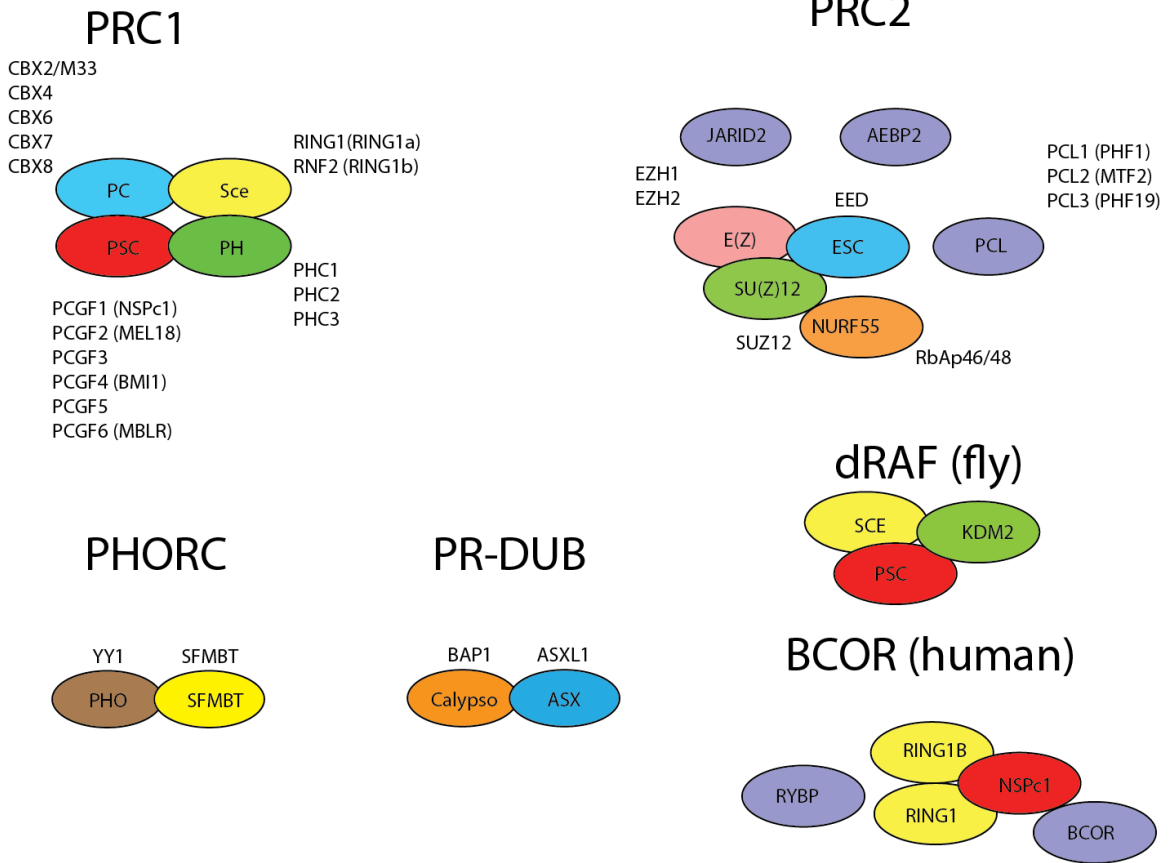 PRC1
CBX2/M33
CBX4
CBX6
CBX7
CBX8
RING1(RING1a)
RNF2 (RING1b)
PC
Sce
PSC
PH
PHC1
PHC2
PHC3
PCGF1 (NSPc1)
PCGF2 (MEL18)
PCGF3
PCGF4 (BMI1)
PCGF5
PCGF6 (MBLR)
PRC2
JARID2
AEBP2
PCL1 (PHF1)
PCL2 (MTF2)
PCL3 (PHF19)
EZH1
EZH2
EED
E(Z)
ESC
PCL
SU(Z)12
NURF55
SUZ12
RbAp46/48
dRAF (fly)
SCE
KDM2
PSC
PHORC
YY1
SFMBT
PHO
SFMBT
PR-DUB
BAP1
ASXL1
Calypso
ASX
BCOR (human)
RING1B
NSPc1
RYBP
RING1
BCOR